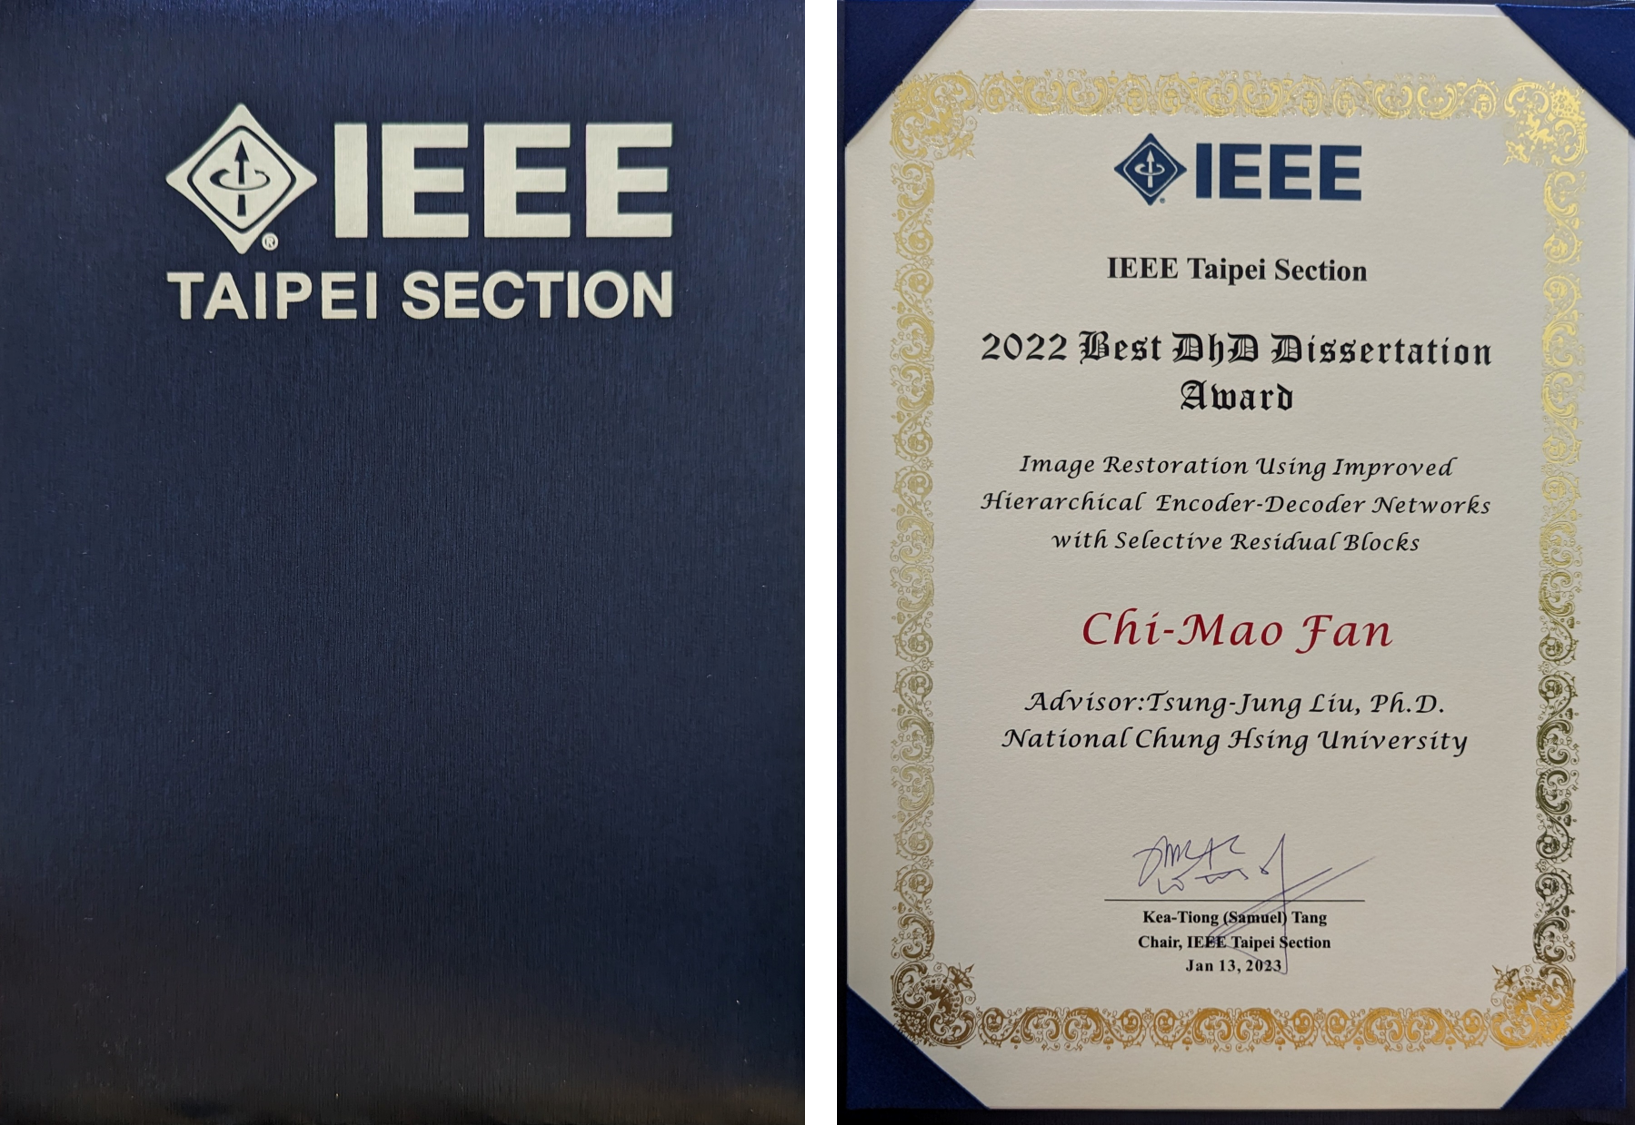 IEEE
®
TAIPEI SECTION
IEEE
IEEE Taipei Section
2022 Best DhD Dissertation
Award
Image Restoration Using Improved
Hierarchical Encoder-Decoder Networks
with Selective Residual Blocks
Chi-Mao Fan
Advisor:Tsung-Jung Liu, Ph.D.
National Chung Hsing University
Kea-Tiong (Samuel) Tang
Chair, IEEE Taipei Section
Jan 13, 2023